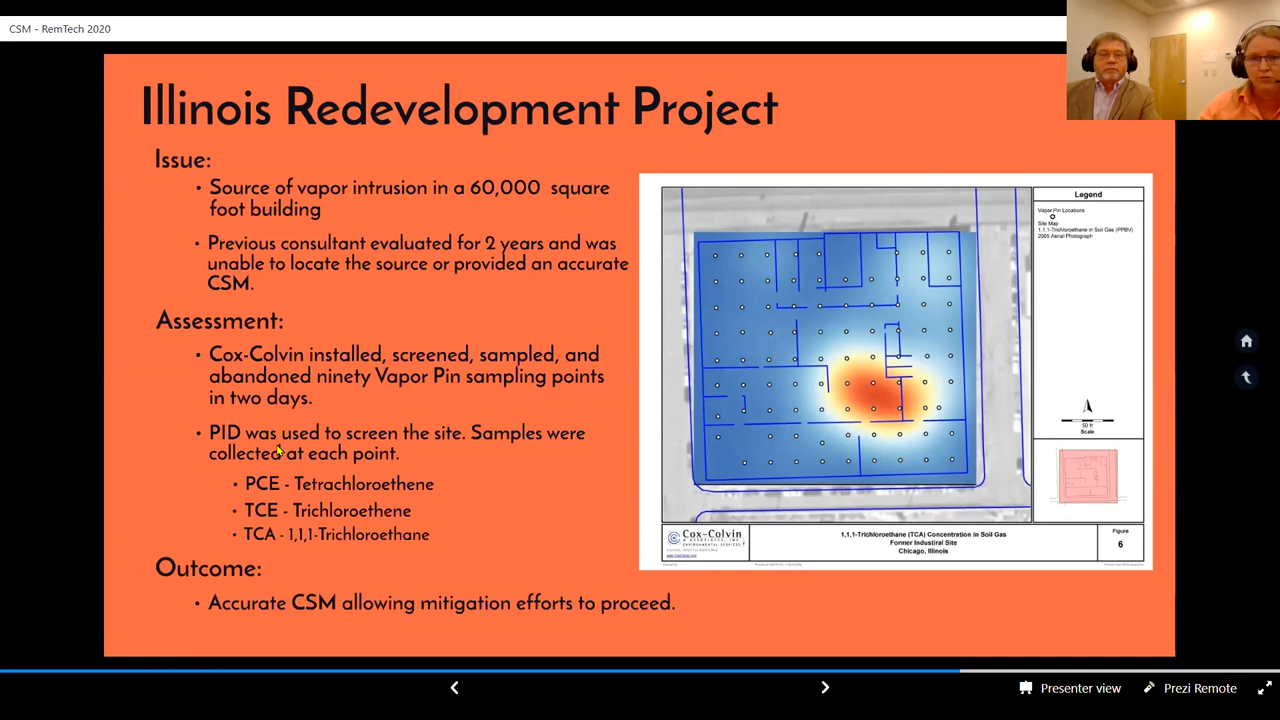 CSM - RemTech 2020
Illinois Redevelopment Project
Issue:
• Source of vapor intrusion in a 60,000 square
foot building
• Previous consultant evaluated for 2 years and was
unable to locate the source or provided an accurate
CSM.
Assessment:
• Cox-Colvin installed, screened, sampled, and
abandoned ninety Vapor Pin sampling points
in two days.
• PID was used to screen the site. Samples were
collected at each point.
• PCE - Tetrachloroethene
• TCE - Trichloroethene
• TCA - 1,1,1-Trichloroethane
Outcome:
• Accurate CSM allowing mitigation efforts to proceed.
Legend
Vapor Pin Locations
Site Map
1,1,1-Trichloroethane in Soil Gas (PPBV)
2005 Aerial Photograph
50 ft
Scale
Cox-Colvin
& ASSOCIATES, INC.
ENVIRONMENTAL SERVICES
1,1,1-Trichloroethane (TCA) Concentration in Soil Gas
Former Industirial Site
Chicago, Illinois
Figure
6
Presenter view
Prezi Remote